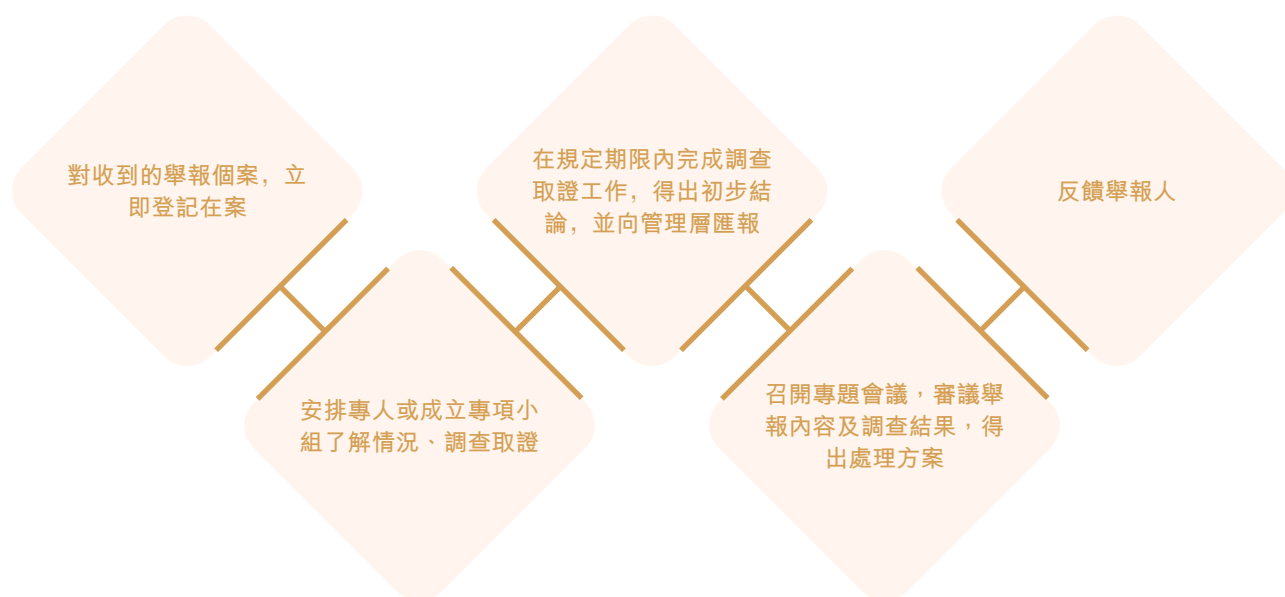 對收到的舉報個案，立
即登記在案
安排專人或成立專項小
組了解情況、調查取證
在規定期限內完成調查
取證工作，得出初步結
論，並向管理層匯報
召開專題會議，審議舉
報內容及調查結果，得
出處理方案
反饋舉報人